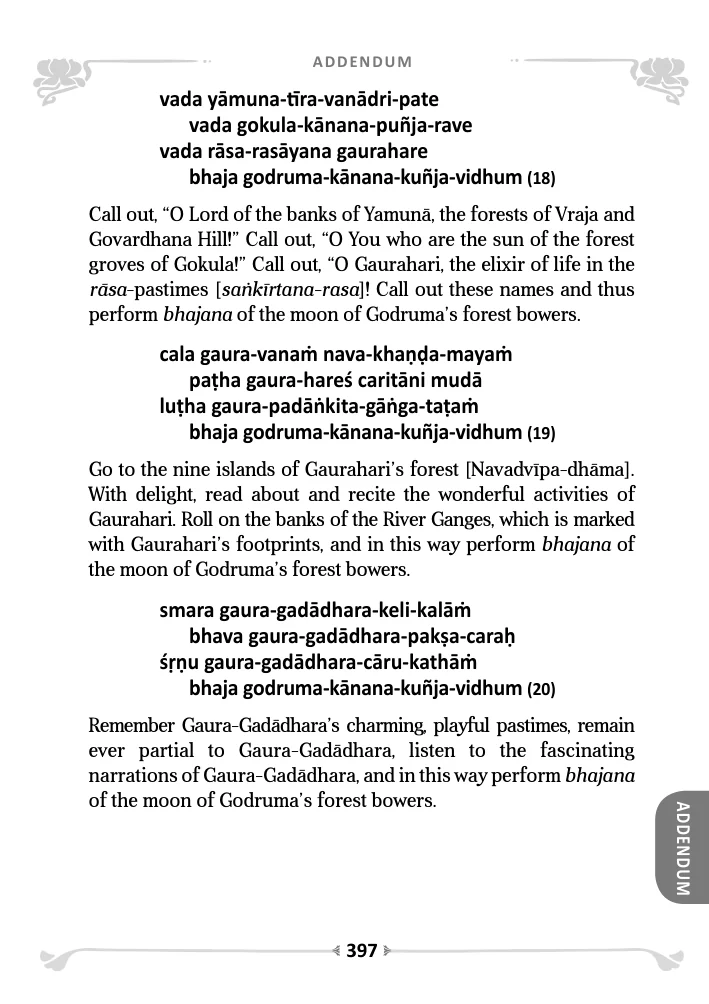 ADDENDUM
vada yāmuna-tīra-vanādri-pate
vada gokula-kānana-puñja-rave
vada rāsa-rasāyana gaurahare
bhaja godruma-kānana-kuñja-vidhum (18)
Call out, “O Lord of the banks of Yamunā, the forests of Vraja and
Govardhana Hill!” Call out, “O You who are the sun of the forest
groves of Gokula!” Call out, “O Gaurahari, the elixir of life in the
rāsa-pastimes [saṅkīrtana-rasa]! Call out these names and thus
perform bhajana of the moon of Godruma’s forest bowers.
cala gaura-vanaṁ nava-khaṇḍa-mayaṁ
paṭha gaura-hareś caritāni mudā
luṭha gaura-padāṅkita-gāṅga-taṭaṁ
bhaja godruma-kānana-kuñja-vidhum (19)
Go to the nine islands of Gaurahari’s forest [Navadvīpa-dhāma].
With delight, read about and recite the wonderful activities of
Gaurahari. Roll on the banks of the River Ganges, which is marked
with Gaurahari’s footprints, and in this way perform bhajana of
the moon of Godruma’s forest bowers.
smara gaura-gadādhara-keli-kalāṁ
bhava gaura-gadādhara-pakṣa-caraḥ
śṛṇu gaura-gadādhara-cāru-kathāṁ
bhaja godruma-kānana-kuñja-vidhum (20)
Remember Gaura-Gadādhara’s charming, playful pastimes, remain
ever partial to Gaura-Gadādhara, listen to the fascinating
narrations of Gaura-Gadādhara, and in this way perform bhajana
of the moon of Godruma’s forest bowers.
ADDENDUM
397